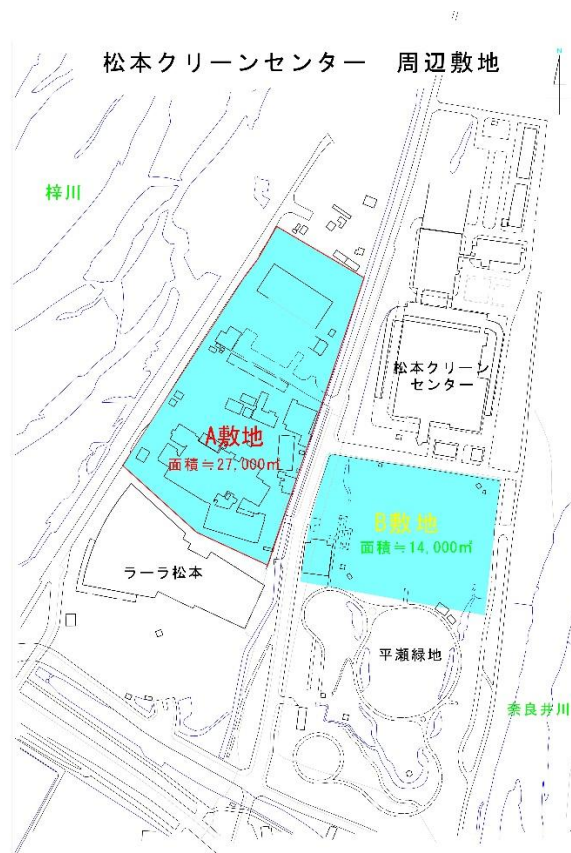 松本クリーンセンター　周辺敷地
N
梓川
松本クリーン
センター
A敷地
面積≒27,000㎡
B敷地
面積≒14,000㎡
ラーラ松本
平瀬緑地
奈良井川